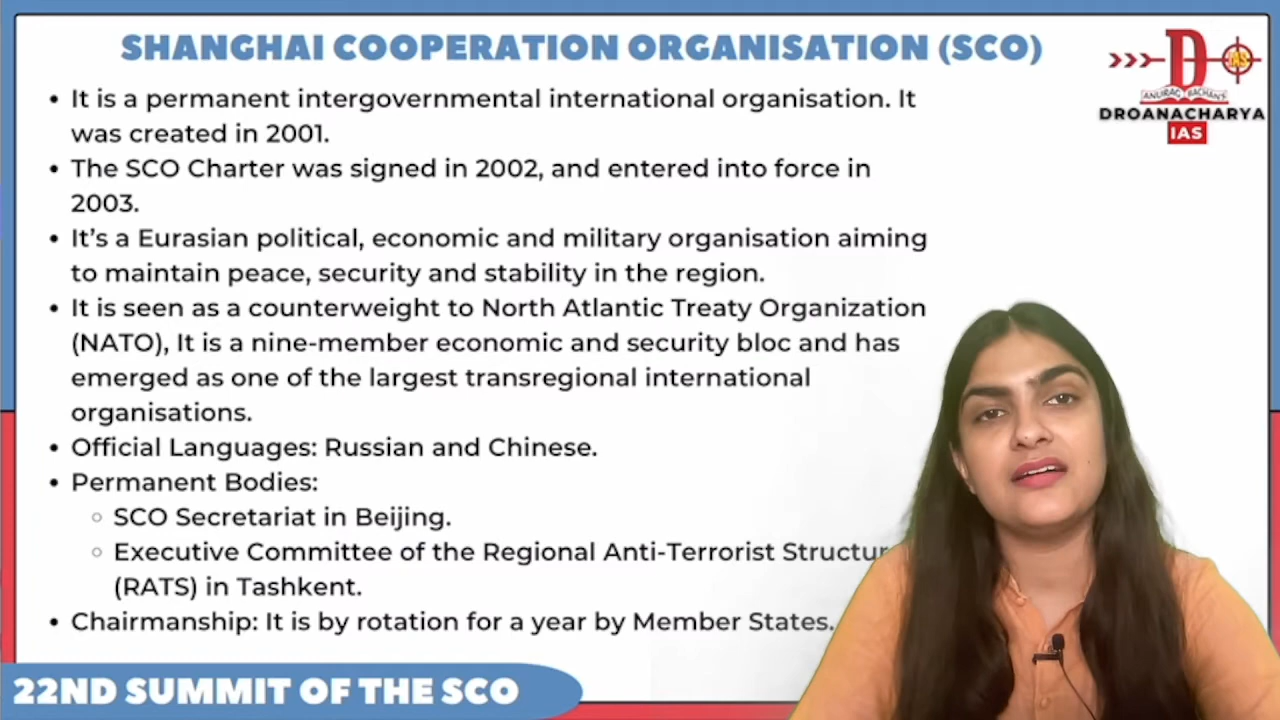 SHANGHAI COOPERATION ORGANISATION (SCO)
• It is a permanent intergovernmental international organisation. It
was created in 2001.
• The SCO Charter was signed in 2002, and entered into force in
2003.
• It’s a Eurasian political, economic and military organisation aiming
to maintain peace, security and stability in the region.
• It is seen as a counterweight to North Atlantic Treaty Organization
(NATO), It is a nine-member economic and security bloc and has
emerged as one of the largest transregional international
organisations.
• Official Languages: Russian and Chinese.
• Permanent Bodies:
◦ SCO Secretariat in Beijing.
◦ Executive Committee of the Regional Anti-Terrorist Structur
(RATS) in Tashkent.
• Chairmanship: It is by rotation for a year by Member States.
D
IAS
ANURAG BACHAN'S
DROANACHARYA
IAS
22ND SUMMIT OF THE SCO